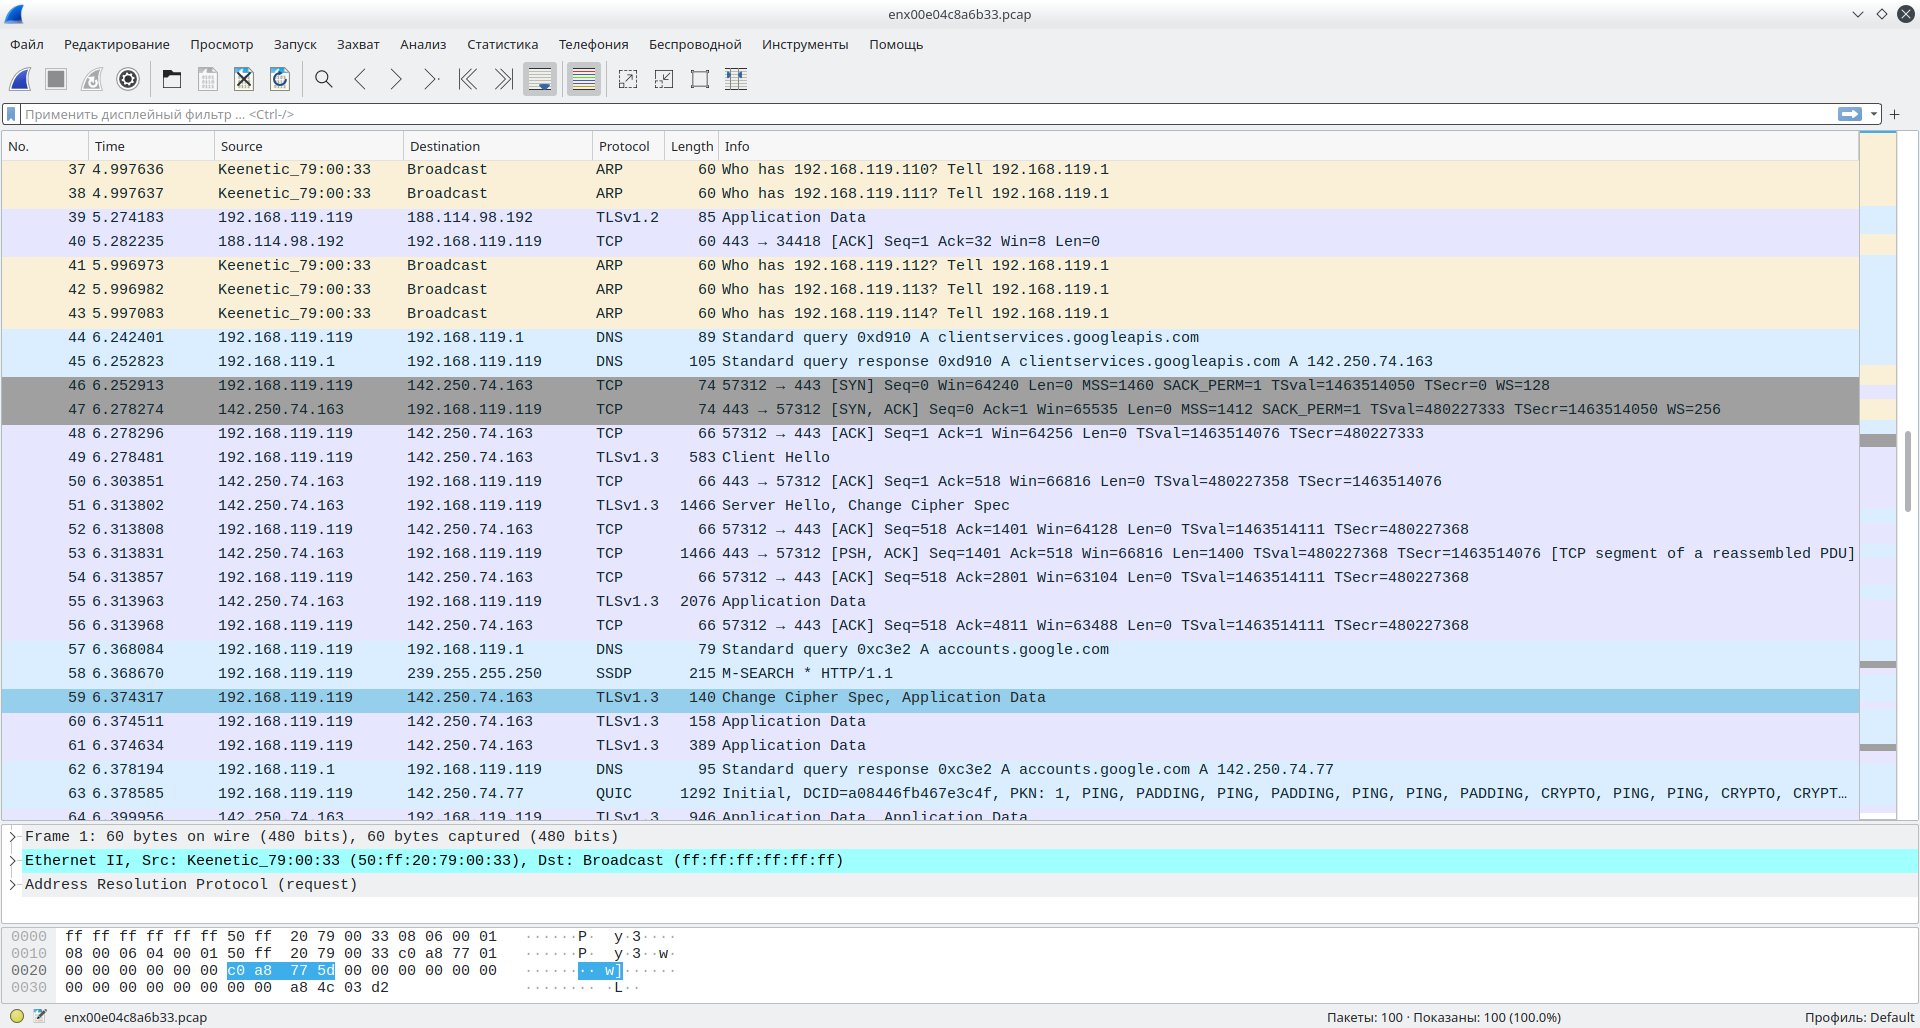 enx00e04c8a6b33.pcap
Файл Редактирование Просмотр Запуск Захват Анализ Статистика Телефония Беспроводной Инструменты Помощь
Применить дисплейный фильтр ... <Ctrl-/>
No. Time Source Destination Protocol Length Info
37 4.997636 Keenetic_79:00:33 Broadcast ARP 60 Who has 192.168.119.110? Tell 192.168.119.1
38 4.997637 Keenetic_79:00:33 Broadcast ARP 60 Who has 192.168.119.111? Tell 192.168.119.1
39 5.274183 192.168.119.119 188.114.98.192 TLSv1.2 85 Application Data
40 5.282235 188.114.98.192 192.168.119.119 TCP 60 443 → 34418 [ACK] Seq=1 Ack=32 Win=8 Len=0
41 5.996973 Keenetic_79:00:33 Broadcast ARP 60 Who has 192.168.119.112? Tell 192.168.119.1
42 5.996982 Keenetic_79:00:33 Broadcast ARP 60 Who has 192.168.119.113? Tell 192.168.119.1
43 5.997083 Keenetic_79:00:33 Broadcast ARP 60 Who has 192.168.119.114? Tell 192.168.119.1
44 6.242401 192.168.119.119 192.168.119.1 DNS 89 Standard query 0xd910 A clientservices.googleapis.com
45 6.252823 192.168.119.1 192.168.119.119 DNS 105 Standard query response 0xd910 A clientservices.googleapis.com A 142.250.74.163
46 6.252913 192.168.119.119 142.250.74.163 TCP 74 57312 → 443 [SYN] Seq=0 Win=64240 Len=0 MSS=1460 SACK_PERM=1 TSval=1463514050 TSecr=0 WS=128
47 6.278274 142.250.74.163 192.168.119.119 TCP 74 443 → 57312 [SYN, ACK] Seq=0 Ack=1 Win=65535 Len=0 MSS=1412 SACK_PERM=1 TSval=480227333 TSecr=1463514050 WS=256
48 6.278296 192.168.119.119 142.250.74.163 TCP 66 57312 → 443 [ACK] Seq=1 Ack=1 Win=64256 Len=0 TSval=1463514076 TSecr=480227333
49 6.278481 192.168.119.119 142.250.74.163 TLSv1.3 583 Client Hello
50 6.303851 142.250.74.163 192.168.119.119 TCP 66 443 → 57312 [ACK] Seq=1 Ack=518 Win=66816 Len=0 TSval=480227358 TSecr=1463514076
51 6.313802 142.250.74.163 192.168.119.119 TLSv1.3 1466 Server Hello, Change Cipher Spec
52 6.313808 192.168.119.119 142.250.74.163 TCP 66 57312 → 443 [ACK] Seq=518 Ack=1401 Win=64128 Len=0 TSval=1463514111 TSecr=480227368
53 6.313831 142.250.74.163 192.168.119.119 TCP 1466 443 → 57312 [PSH, ACK] Seq=1401 Ack=518 Win=66816 Len=1400 TSval=480227368 TSecr=1463514076 [TCP segment of a reassembled PDU]
54 6.313857 192.168.119.119 142.250.74.163 TCP 66 57312 → 443 [ACK] Seq=518 Ack=2801 Win=63104 Len=0 TSval=1463514111 TSecr=480227368
55 6.313963 142.250.74.163 192.168.119.119 TLSv1.3 2076 Application Data
56 6.313968 192.168.119.119 142.250.74.163 TCP 66 57312 → 443 [ACK] Seq=518 Ack=4811 Win=63488 Len=0 TSval=1463514111 TSecr=480227368
57 6.368084 192.168.119.119 192.168.119.1 DNS 79 Standard query 0xc3e2 A accounts.google.com
58 6.368670 192.168.119.119 239.255.255.250 SSDP 215 M-SEARCH * HTTP/1.1
59 6.374317 192.168.119.119 142.250.74.163 TLSv1.3 140 Change Cipher Spec, Application Data
60 6.374511 192.168.119.119 142.250.74.163 TLSv1.3 158 Application Data
61 6.374634 192.168.119.119 142.250.74.163 TLSv1.3 389 Application Data
62 6.378194 192.168.119.1 192.168.119.119 DNS 95 Standard query response 0xc3e2 A accounts.google.com A 142.250.74.77
63 6.378585 192.168.119.119 142.250.74.77 QUIC 1292 Initial, DCID=a08446fb467e3c4f, PKN: 1, PING, PADDING, PING, PADDING, PING, PING, PADDING, CRYPTO, PING, PING, CRYPTO, CRYPT…
64 6.399956 142.250.74.163 192.168.119.119 TLSv1.3 946 Application Data, Application Data
Frame 1: 60 bytes on wire (480 bits), 60 bytes captured (480 bits)
Ethernet II, Src: Keenetic_79:00:33 (50:ff:20:79:00:33), Dst: Broadcast (ff:ff:ff:ff:ff:ff)
Address Resolution Protocol (request)
0000 ff ff ff ff ff ff 50 ff 20 79 00 33 08 06 00 01 ······P· y·3····
0010 08 00 06 04 00 01 50 ff 20 79 00 33 c0 a8 77 01 ······P· y·3··w·
0020 00 00 00 00 00 00 c0 a8 77 5d 00 00 00 00 00 00 ········ w]······
0030 00 00 00 00 00 00 00 00 a8 4c 03 d2 ········ ·L··
enx00e04c8a6b33.pcap
Пакеты: 100 · Показаны: 100 (100.0%)
Профиль: Default